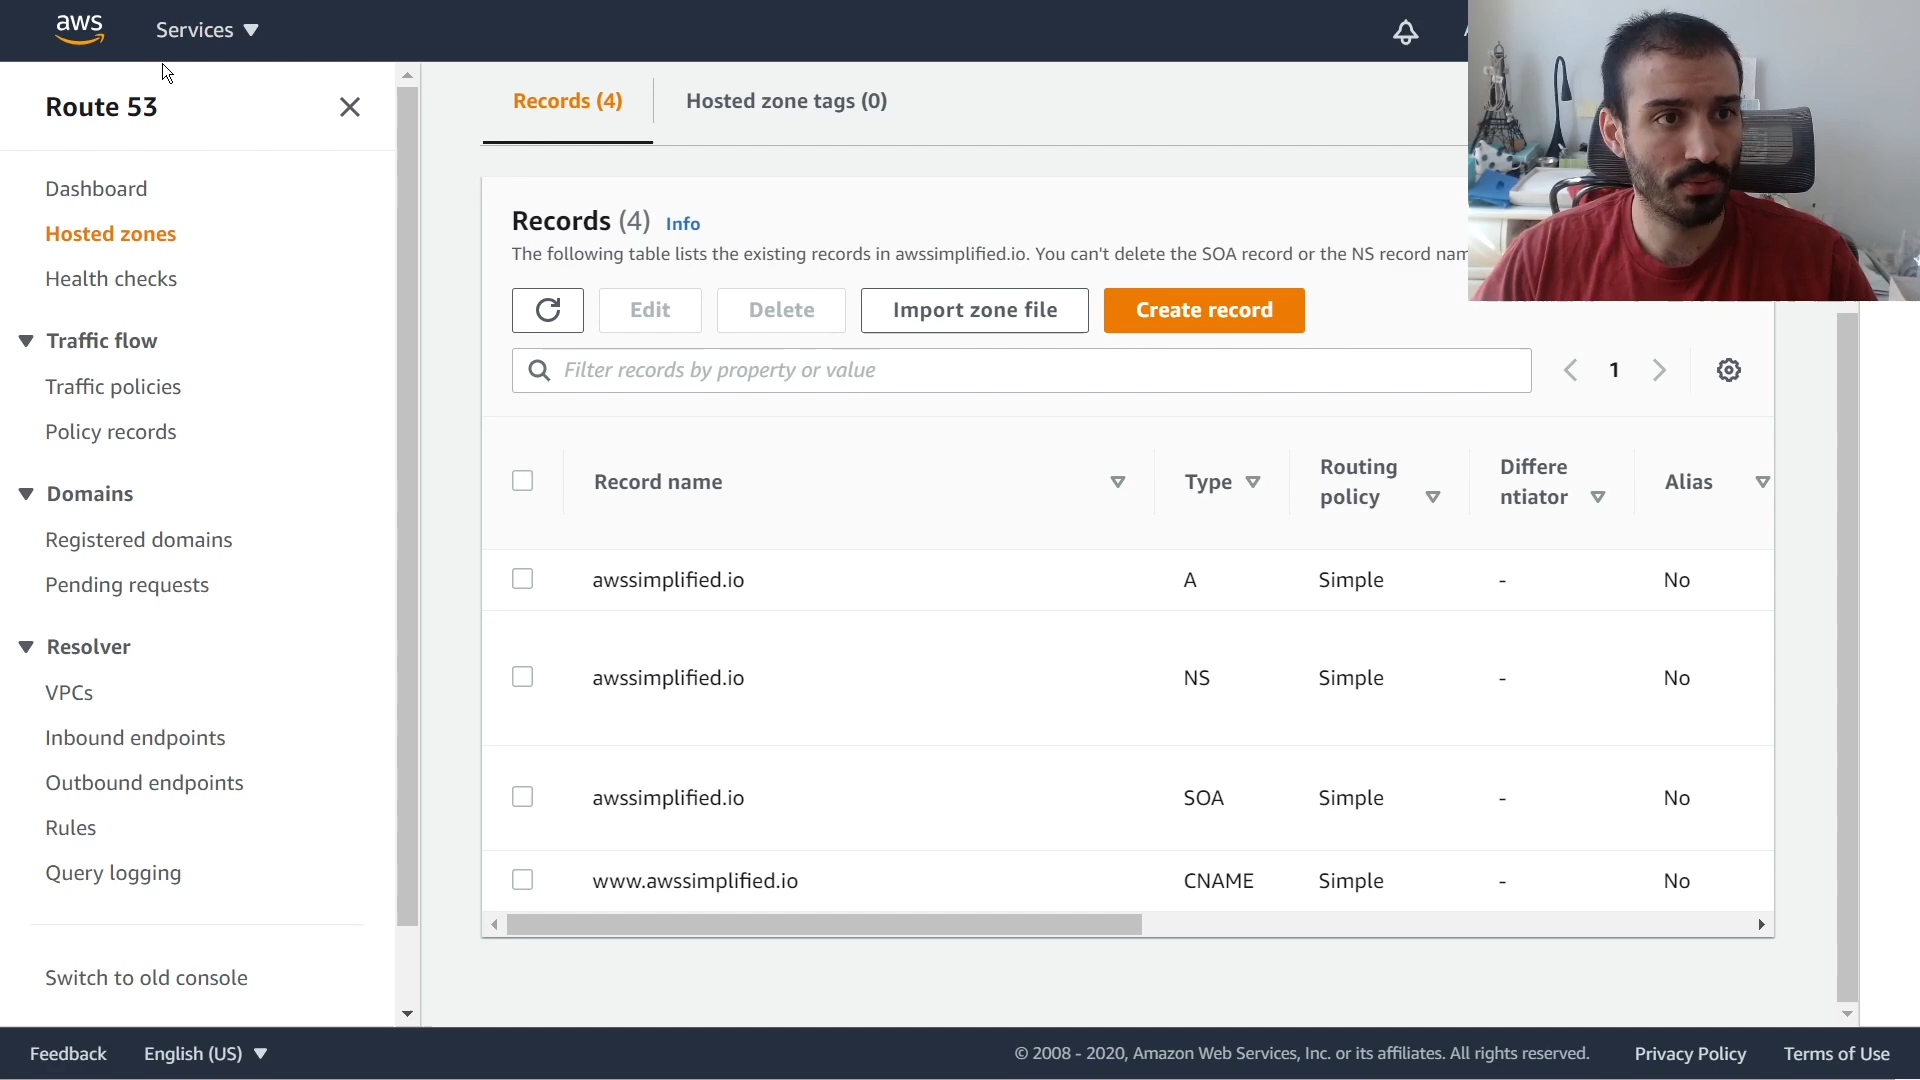 aws
Services
Route 53
Dashboard
Hosted zones
Health checks
Traffic flow
Traffic policies
Policy records
Domains
Registered domains
Pending requests
Resolver
VPCs
Inbound endpoints
Outbound endpoints
Rules
Query logging
Switch to old console
Records (4)
Hosted zone tags (0)
Records (4) Info
The following table lists the existing records in awssimplified.io. You can't delete the SOA record or the NS record nam
Edit
Delete
Import zone file
Create record
Filter records by property or value
1
Record name
Type
Routing
policy
Differe
ntiator
Alias
awssimplified.io A Simple - No
awssimplified.io NS Simple - No
awssimplified.io SOA Simple - No
www.awssimplified.io CNAME Simple - No
Feedback
English (US)
© 2008 - 2020, Amazon Web Services, Inc. or its affiliates. All rights reserved.
Privacy Policy
Terms of Use